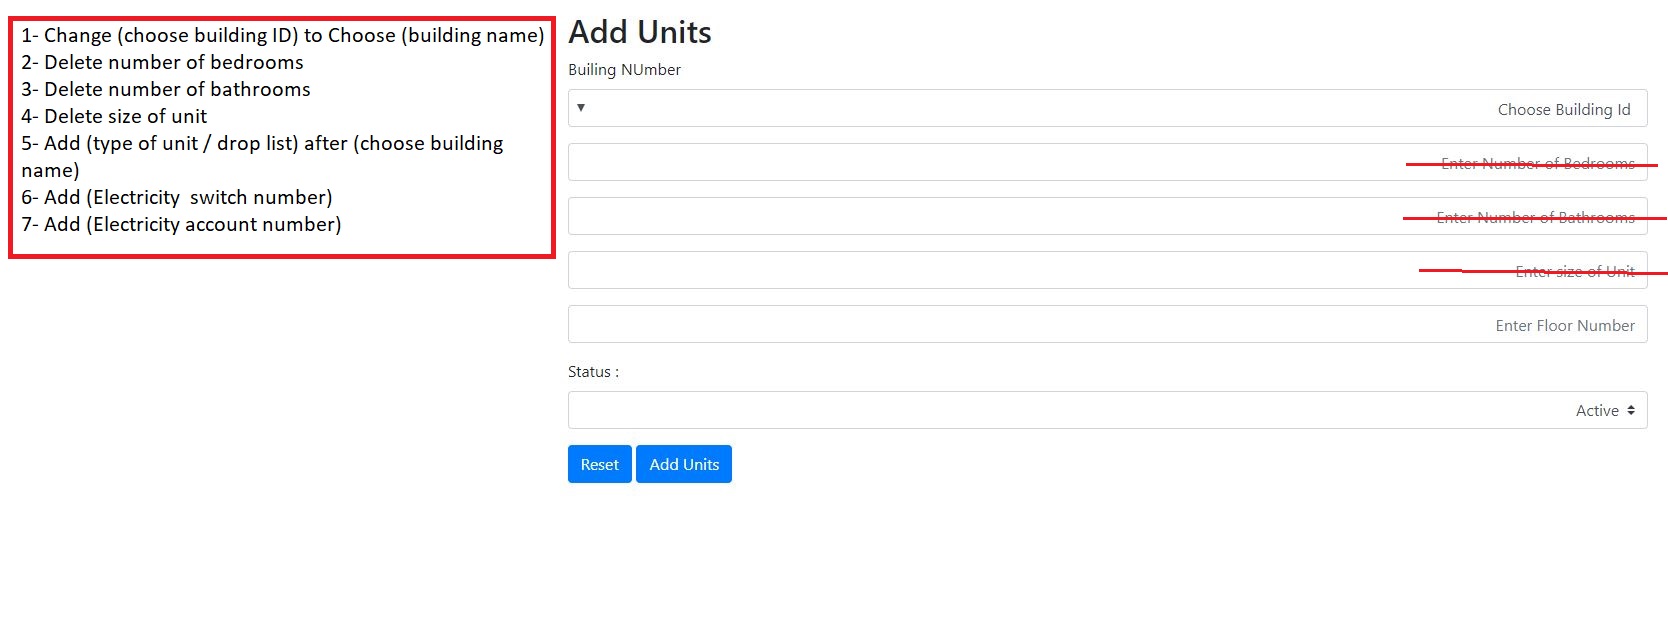 1- Change (choose building ID) to Choose (building name)
2- Delete number of bedrooms
3- Delete number of bathrooms
4- Delete size of unit
5- Add (type of unit / drop list) after (choose building
name)
6- Add (Electricity  switch number)
7- Add (Electricity account number)
Add Units
Builing NUmber
Choose Building Id
Enter Number of Bedrooms
Enter Number of Bathrooms
Enter size of Unit
Enter Floor Number
Status :
Active
Reset
Add Units